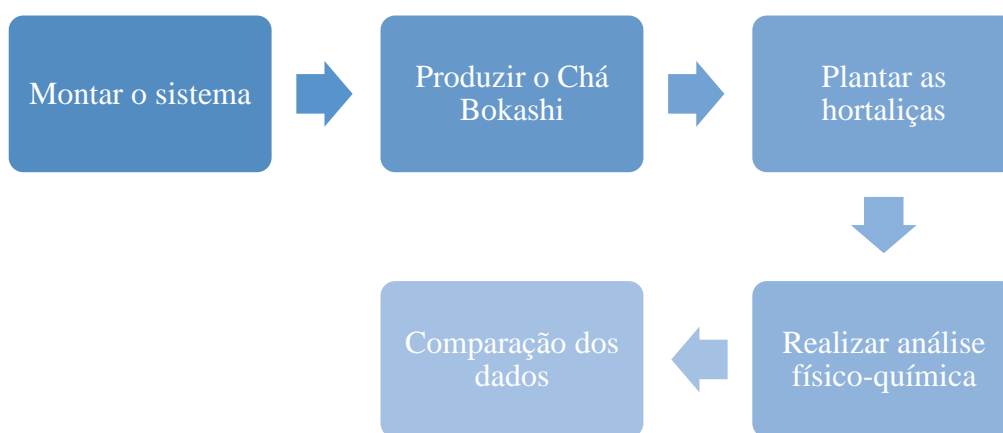 Montar o sistema
Produzir o Chá
Bokashi
Plantar as
hortaliças
Realizar análise
físico-química
Comparação dos
dados